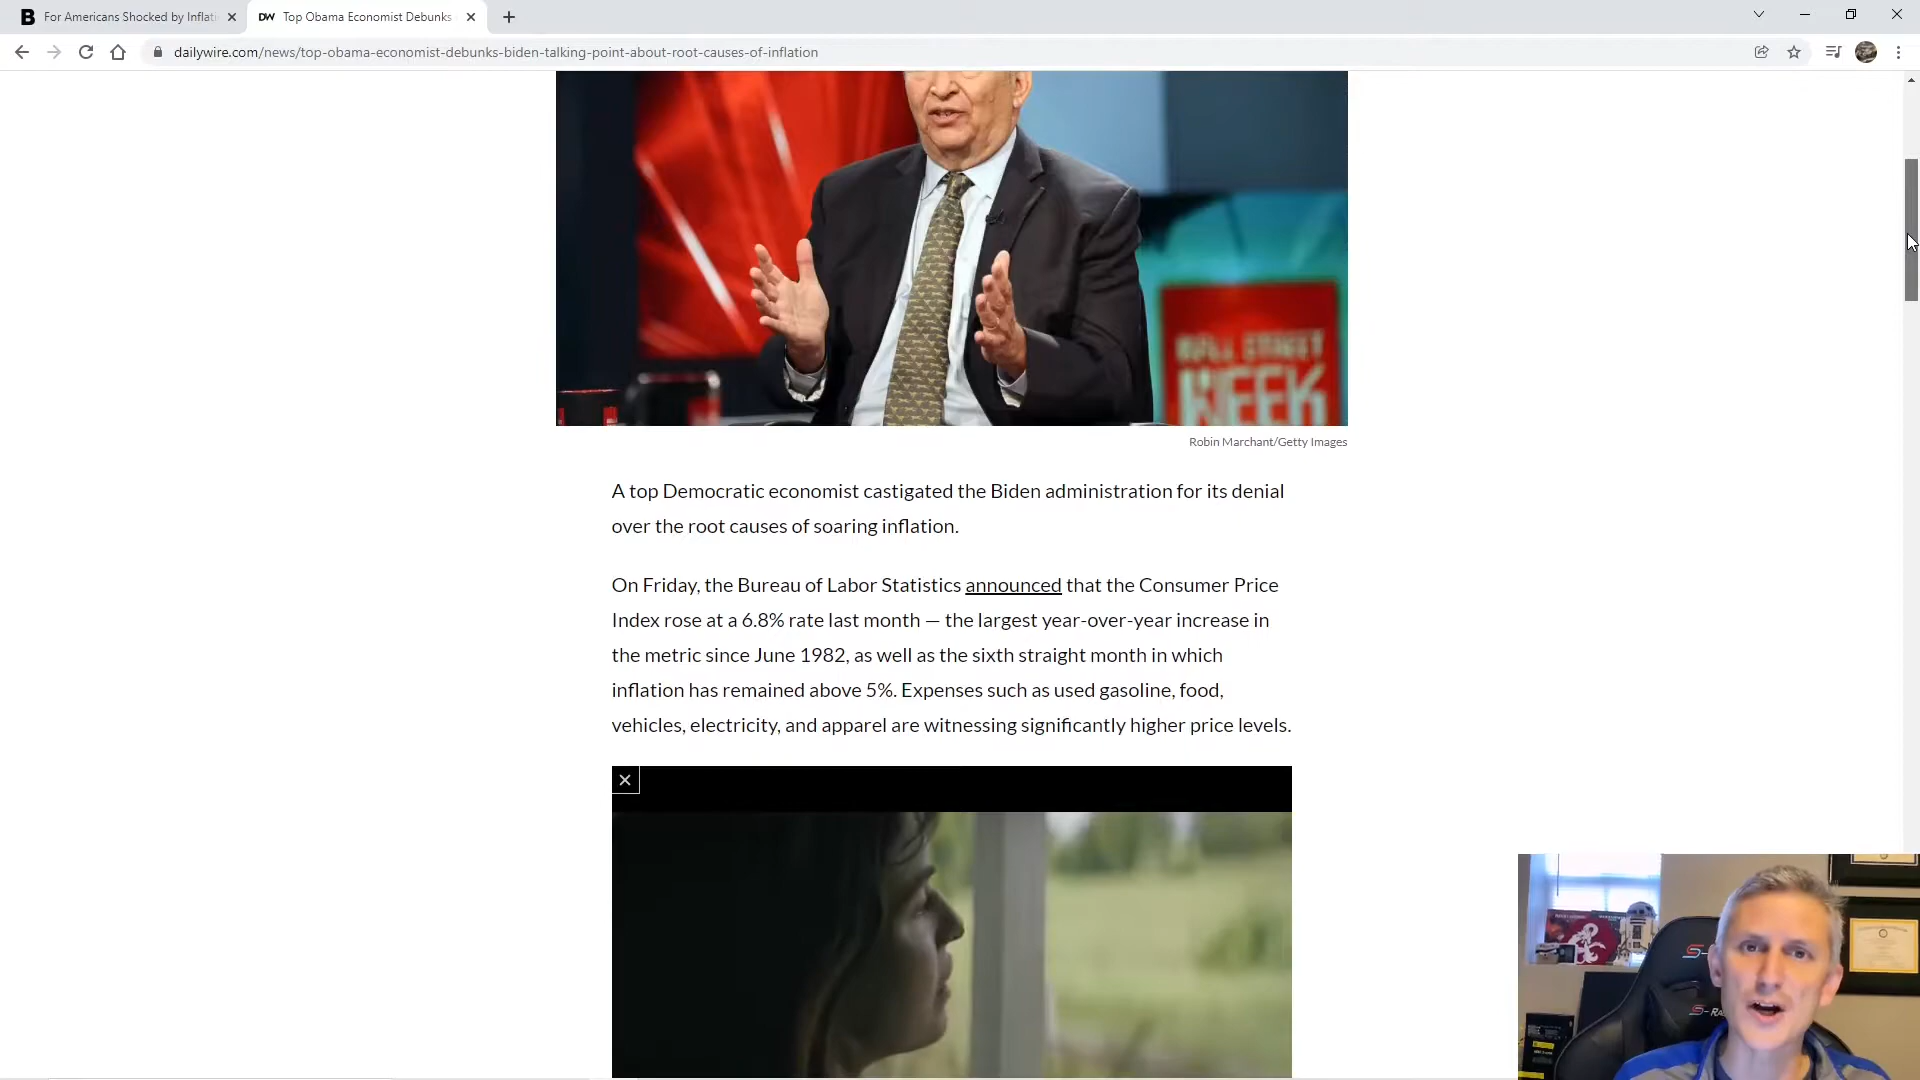 B For Americans Shocked by Inflati
DW Top Obama Economist Debunks
dailywire.com/news/top-obama-economist-debunks-biden-talking-point-about-root-causes-of-inflation
WALL STREET
WEEK
Robin Marchant/Getty Images
A top Democratic economist castigated the Biden administration for its denial
over the root causes of soaring inflation.
On Friday, the Bureau of Labor Statistics announced that the Consumer Price
Index rose at a 6.8% rate last month — the largest year-over-year increase in
the metric since June 1982, as well as the sixth straight month in which
inflation has remained above 5%. Expenses such as used gasoline, food,
vehicles, electricity, and apparel are witnessing significantly higher price levels.